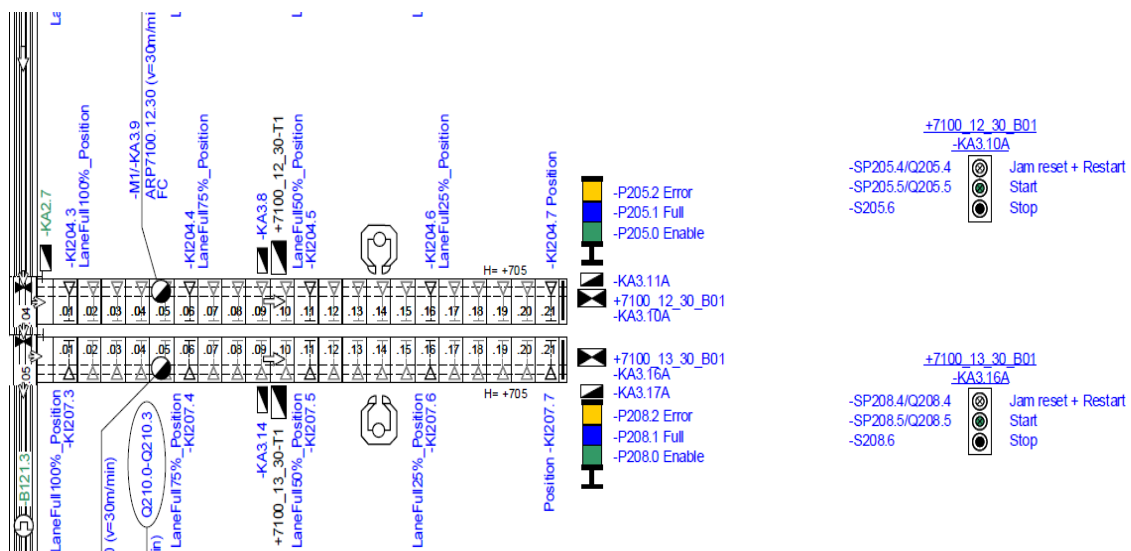 -KA2.7
-KI204.3
LaneFull100%_Position
-M1/-KA3.9
ARP7100.12.30 (v=30m/mi
FC
-KI204.4
LaneFull75%_Position
-KA3.8
+7100_12_30-T1
LaneFull50%_Position
-KI204.5
-KI204.6
LaneFull25%_Position
-KI204.7 Position
H= +705
-P205.2 Error
-P205.1 Full
-P205.0 Enable
-KA3.11A
+7100_12_30_B01
-KA3.10A
+7100_12_30_B01
-KA3.10A
-SP205.4/Q205.4 Jam reset + Restart
-SP205.5/Q205.5 Start
-S205.6 Stop
.04
.01 .02 .03 .04 .05 .06 .07 .08 .09 .10 .11 .12 .13 .14 .15 .16 .17 .18 .19 .20 .21
.05
.01 .02 .03 .04 .05 .06 .07 .08 .09 .10 .11 .12 .13 .14 .15 .16 .17 .18 .19 .20 .21
H= +705
+7100_13_30_B01
-KA3.16A
-KA3.17A
-P208.2 Error
-P208.1 Full
-P208.0 Enable
+7100_13_30_B01
-KA3.16A
-SP208.4/Q208.4 Jam reset + Restart
-SP208.5/Q208.5 Start
-S208.6 Stop
-B121.3
LaneFull100%_Position
-KI207.3
0 (v=30m/min)
Q210.0-Q210.3
in)
LaneFull75%_Position
-KI207.4
-KA3.14
+7100_13_30-T1
LaneFull50%_Position
-KI207.5
LaneFull25%_Position
-KI207.6
Position -KI207.7